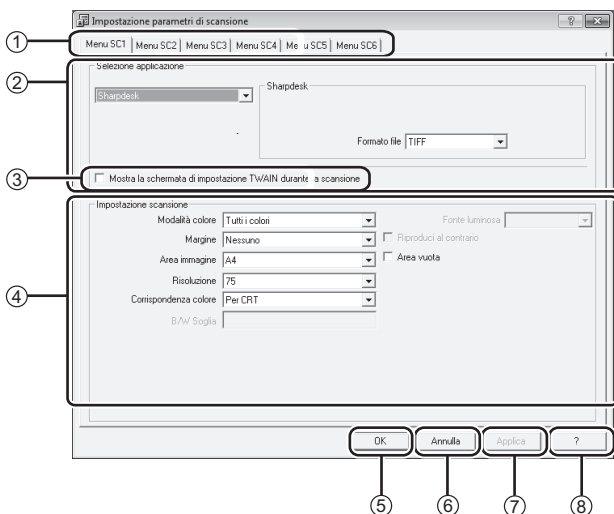 Impostazione parametri di scansione
① Menu SC1 Menu SC2 Menu SC3 Menu SC4 Menu SC5 Menu SC6
② Selezione applicazione
Sharpdesk
Sharpdesk
Formato file TIFF
③ Mostra la schermata di impostazione TWAIN durante la scansione
④ Impostazione scansione
Modalità colore Tutti i colori
Fonte luminosa
Margine Nessuno
Riproduci al contrario
Area immagine A4
Area vuota
Risoluzione 75
Corrispondenza colore Per CRT
B/W Soglia
OK Annulla Applica ?
⑤ ⑥ ⑦ ⑧